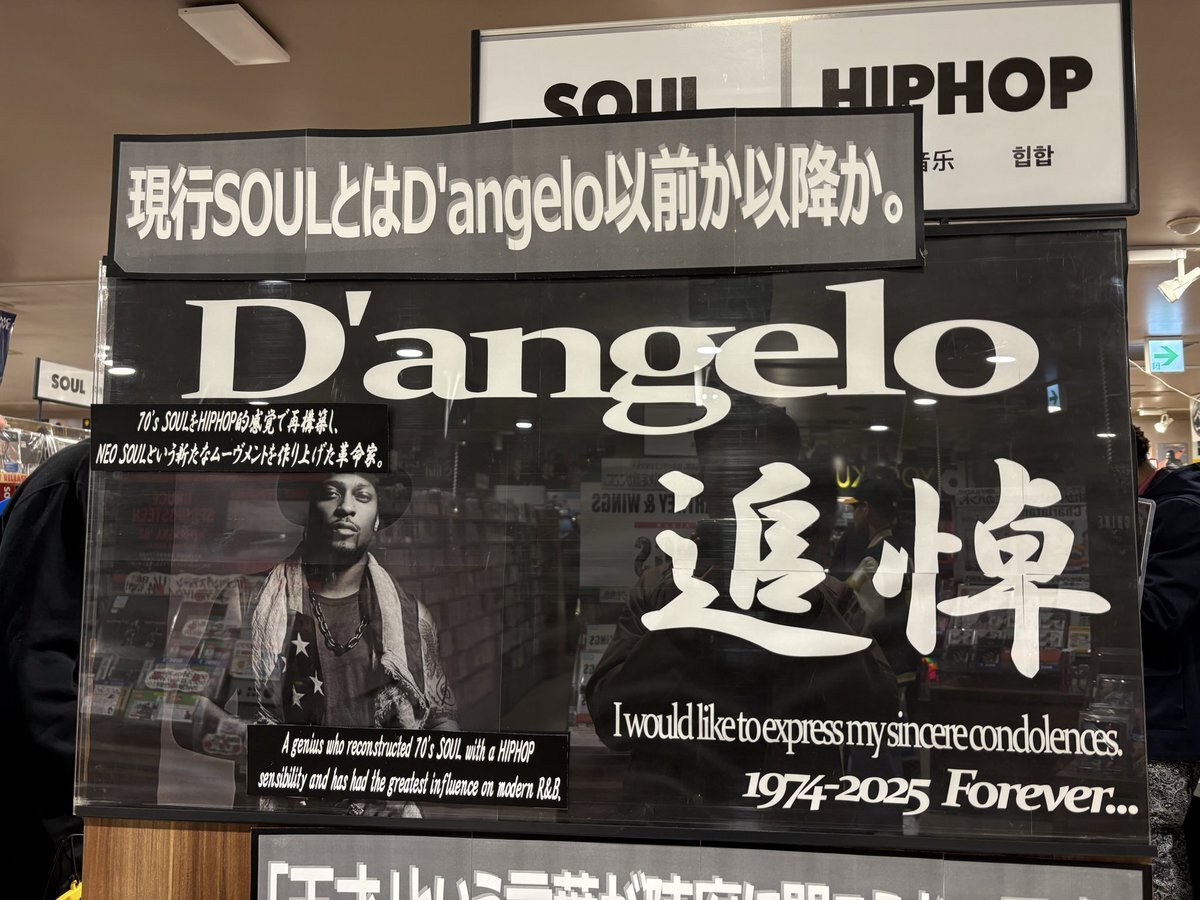 SOUL
HIPHOP
音乐
힙합
現行SOULとはD'angelo以前か以降か。
D'angelo
SOUL
70's SOULをHIPHOP的感覚で再構築し、
NEO SOULという新たなムーヴメントを作り上げた革命家。
追悼
A genius who reconstructed 70's SOUL with a HIPHOP
sensibility and has had the greatest influence on modern R&B.
I would like to express my sincere condolences.
1974-2025 Forever...